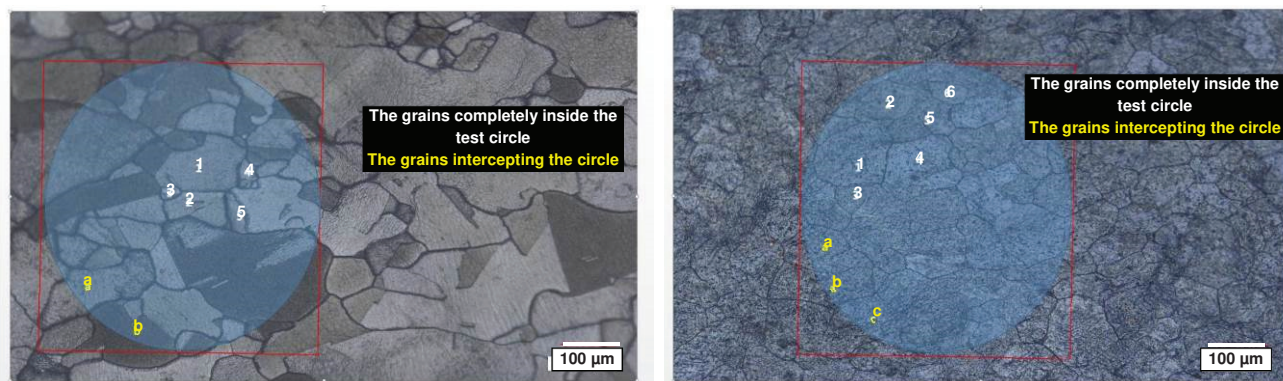 The grains completely inside the
test circle
The grains intercepting the circle
1
4
3
2
5
a
b
100 µm
6
2
5
The grains completely inside the
test circle
The grains intercepting the circle
4
1
3
a
b
c
100 µm